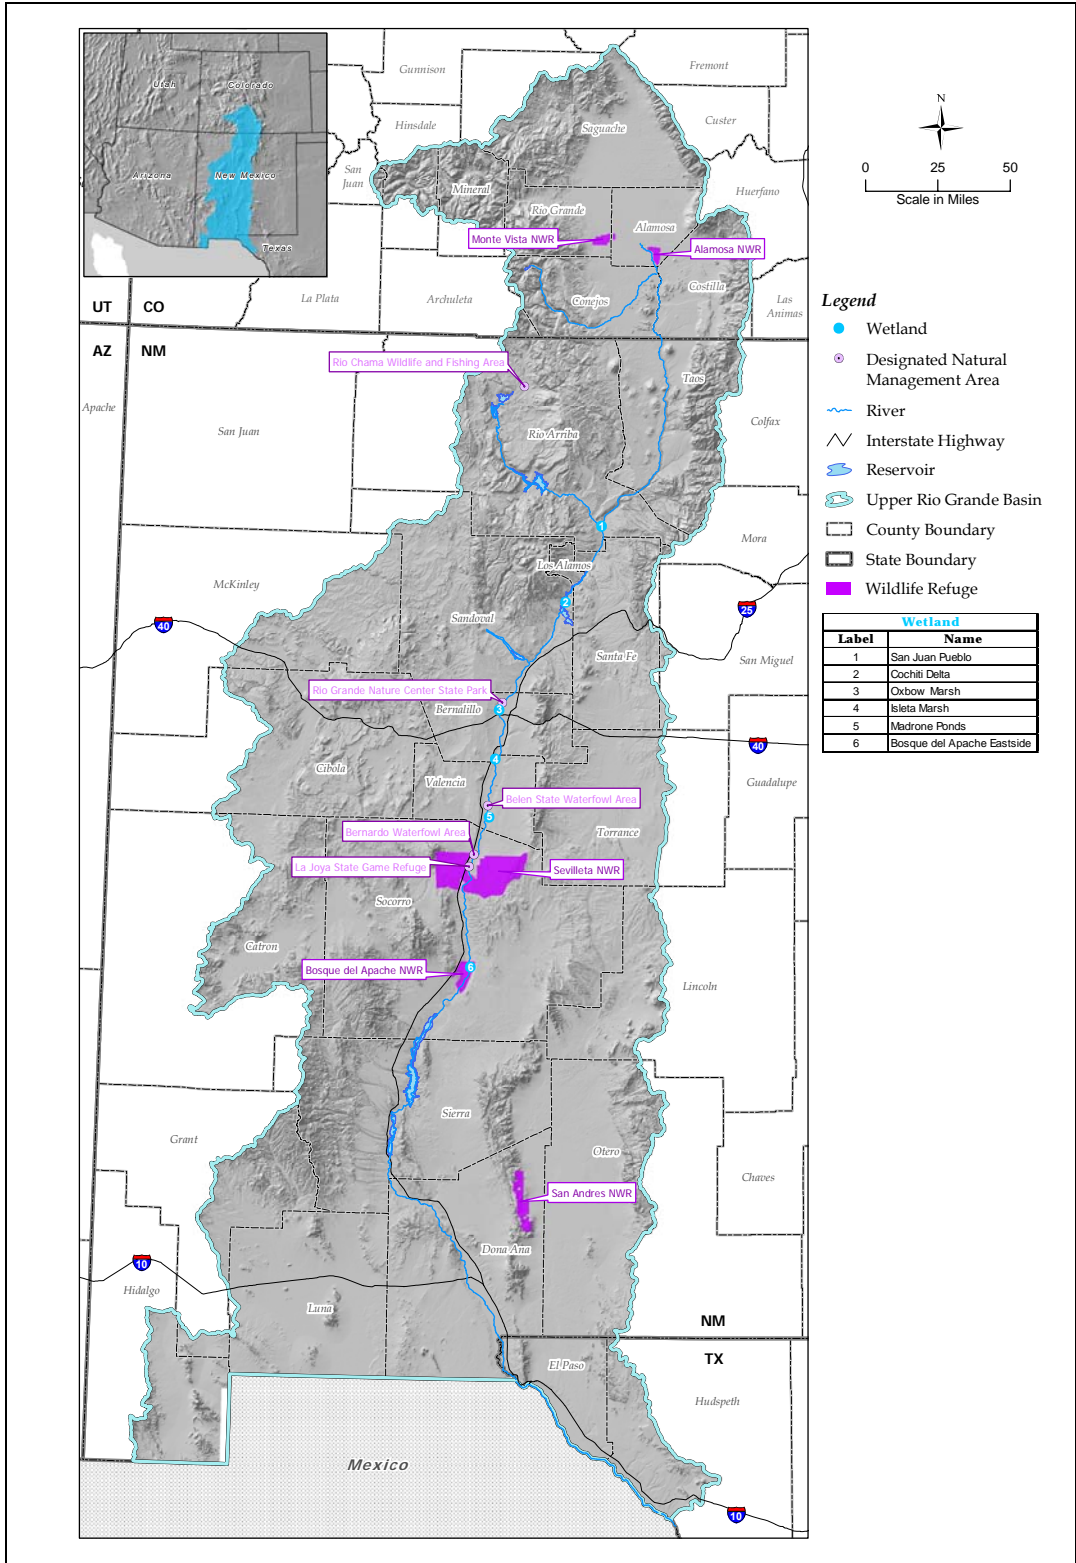 Utah
Colorado
Arizona
New Mexico
Texas
Gunnison
Fremont
Hinsdale
Saguache
Custer
San
Juan
Mineral
Rio Grande
Huerfano
Alamosa
Monte Vista NWR
Alamosa NWR
La Plata
Archuleta
Conejos
Costilla
Las
Animas
UT
CO
AZ
NM
Rio Chama Wildlife and Fishing Area
Taos
Apache
San Juan
Rio Arriba
Colfax
1
Mora
Los Alamos
McKinley
2
40
Sandoval
25
Santa Fe
San Miguel
Rio Grande Nature Center State Park
3
Bernalillo
40
4
Cibola
Valencia
Guadalupe
Belen State Waterfowl Area
5
Bernardo Waterfowl Area
Torrance
La Joya State Game Refuge
Sevilleta NWR
Socorro
Catron
Bosque del Apache NWR
6
Lincoln
Sierra
Grant
Otero
Chaves
San Andres NWR
Dona Ana
10
Hidalgo
Luna
NM
TX
El Paso
Hudspeth
Mexico
10
N
0
25
50
Scale in Miles
Legend
Wetland
Designated Natural
Management Area
River
Interstate Highway
Reservoir
Upper Rio Grande Basin
County Boundary
State Boundary
Wildlife Refuge
Wetland
Label Name
1 San Juan Pueblo
2 Cochiti Delta
3 Oxbow Marsh
4 Isleta Marsh
5 Madrone Ponds
6 Bosque del Apache Eastside